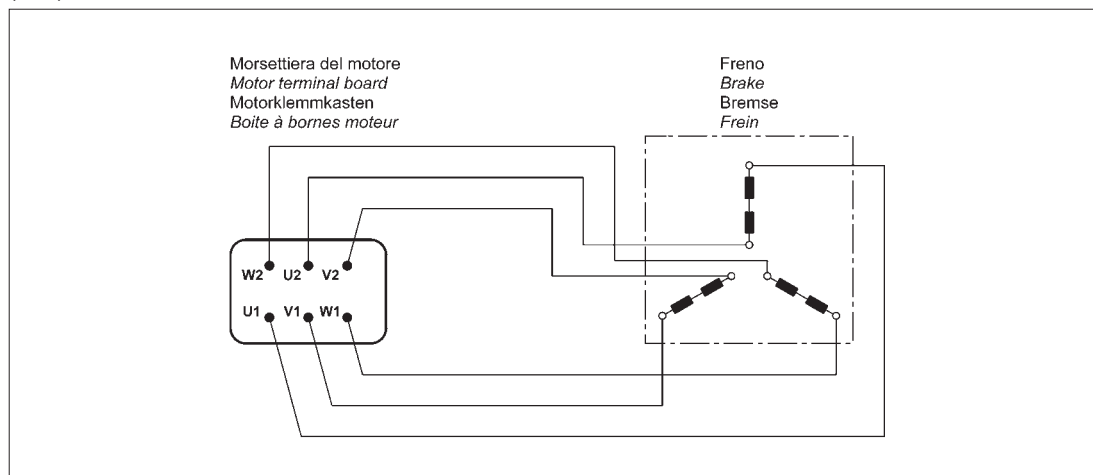 Morsettiera del motore
Motor terminal board
Motorklemmkasten
Boite à bornes moteur
Freno
Brake
Bremse
Frein
W2 U2 V2
U1 V1 W1